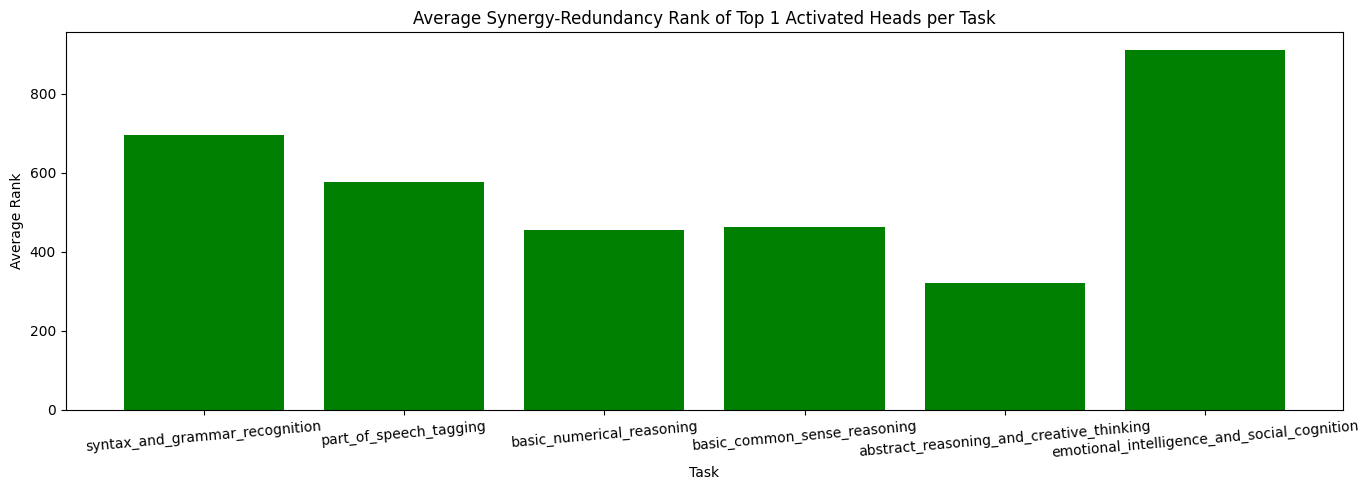 Average Synergy-Redundancy Rank of Top 1 Activated Heads per Task
Average Rank
800
600
400
200
0
syntax_and_grammar_recognition
part_of_speech_tagging
basic_numerical_reasoning
basic_common_sense_reasoning
abstract_reasoning_and_creative_thinking
emotional_intelligence_and_social_cognition
Task